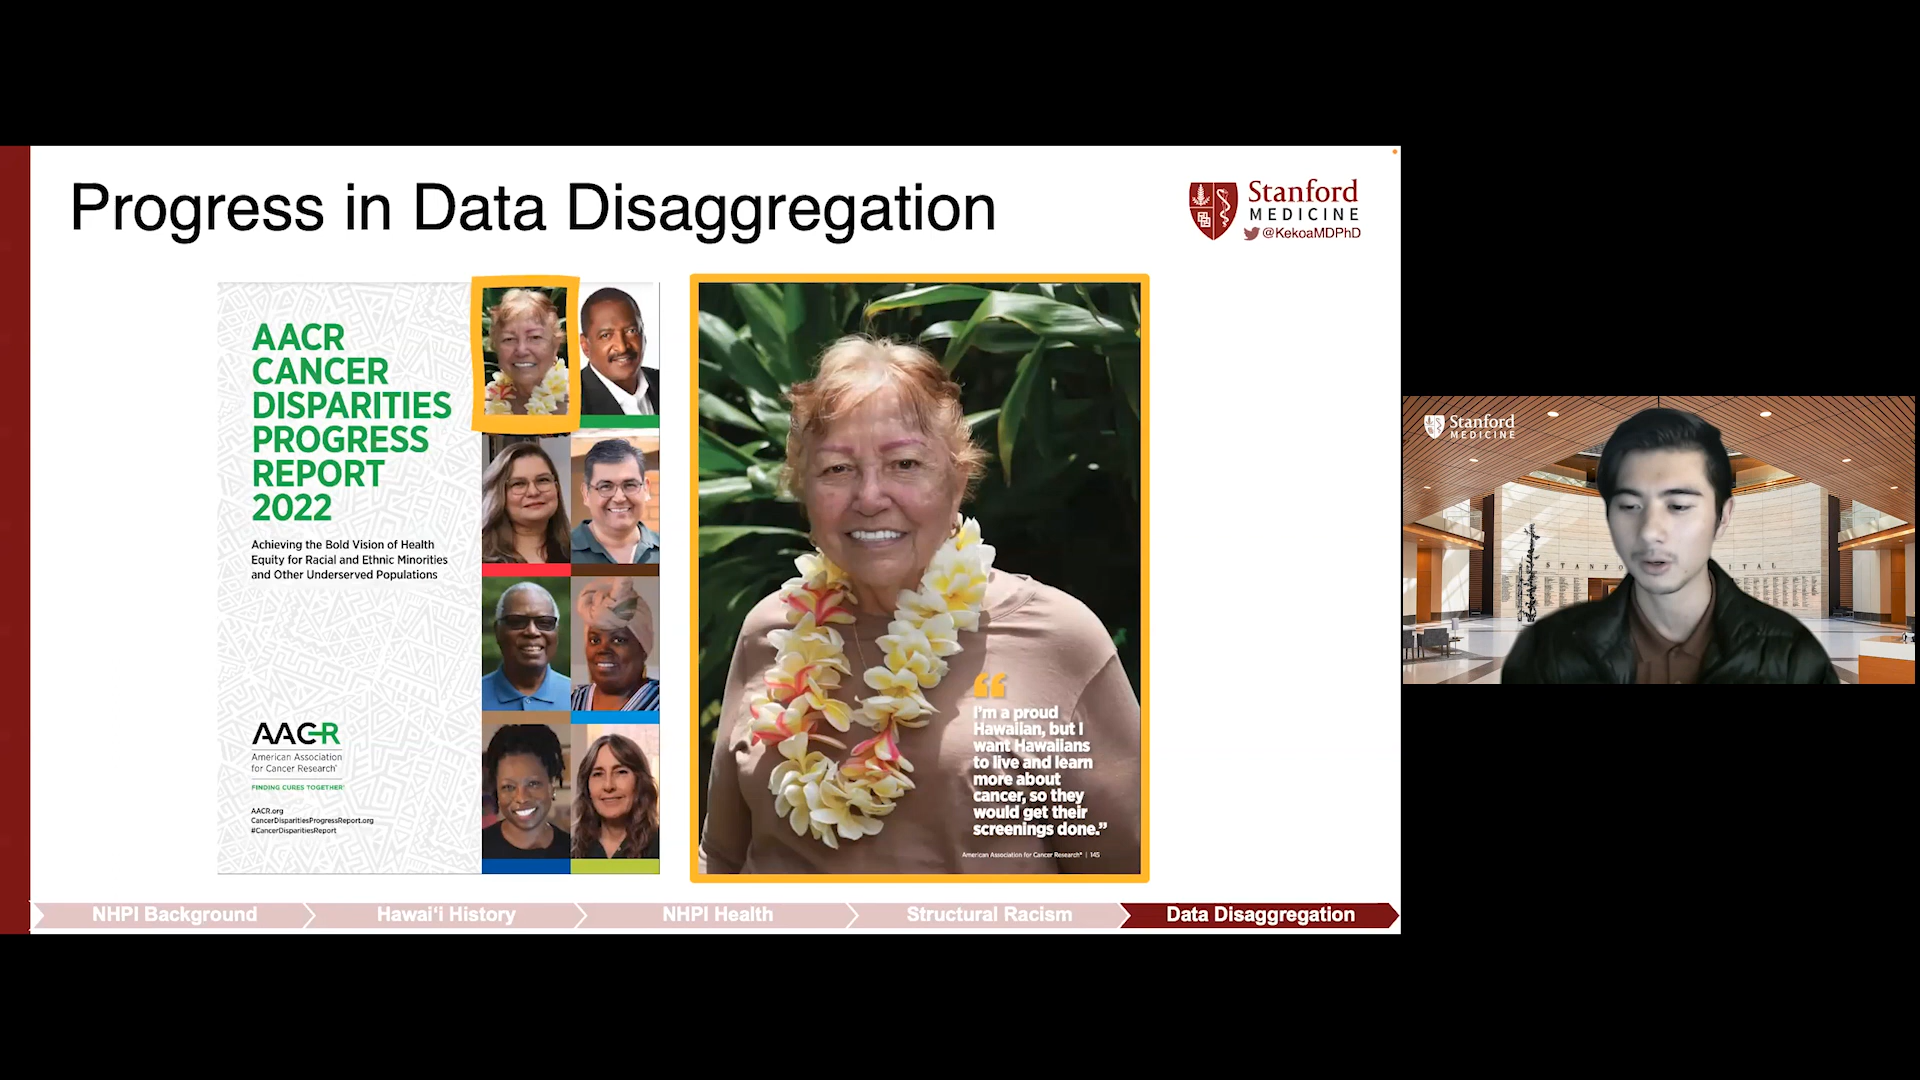 Progress in Data Disaggregation
Stanford
MEDICINE
@KekoaMDPhD
AACR
CANCER
DISPARITIES
PROGRESS
REPORT
2022
Achieving the Bold Vision of Health
Equity for Racial and Ethnic Minorities
and Other Underserved Populations
AACR
American Association
for Cancer Research®
FINDING CURES TOGETHER®
AACR.org
CancerDisparitiesProgressReport.org
#CancerDisparitiesReport
“
I’m a proud
Hawaiian, but I
want Hawaiians
to live and learn
more about
cancer, so they
would get their
screenings done.”
American Association for Cancer Research® | 145
NHPI Background
Hawai‘i History
NHPI Health
Structural Racism
Data Disaggregation
Stanford
MEDICINE